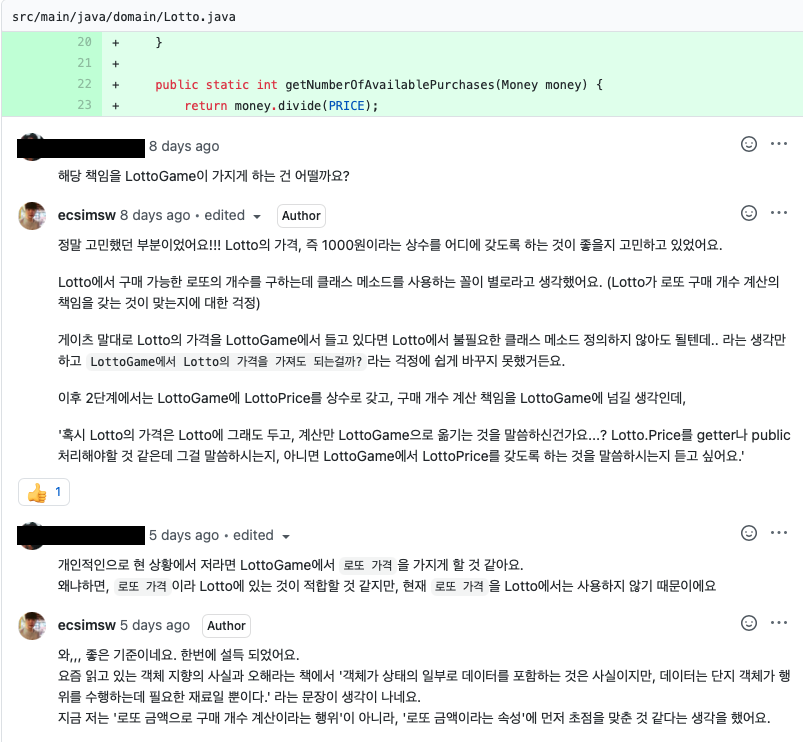 src/main/java/domain/Lotto.java
20 + }
21 +
22 + public static int getNumberOfAvailablePurchases(Money money) {
23 + return money.divide(PRICE);
8 days ago
해당 책임을 LottoGame이 가지게 하는 건 어떨까요?
ecsimsw 8 days ago • edited Author
정말 고민했던 부분이었어요!!! Lotto의 가격, 즉 1000원이라는 상수를 어디에 갖도록 하는 것이 좋을지 고민하고 있었어요.
Lotto에서 구매 가능한 로또의 개수를 구하는데 클래스 메소드를 사용하는 꼴이 별로라고 생각했어요. (Lotto가 로또 구매 개수 계산의
책임을 갖는 것이 맞는지에 대한 걱정)
게이츠 말대로 Lotto의 가격을 LottoGame에서 들고 있다면 Lotto에서 불필요한 클래스 메소드 정의하지 않아도 될텐데.. 라는 생각만
하고 LottoGame에서 Lotto의 가격을 가져도 되는걸까? 라는 걱정에 쉽게 바꾸지 못했거든요.
이후 2단계에서는 LottoGame에 LottoPrice를 상수로 갖고, 구매 개수 계산 책임을 LottoGame에 넘길 생각인데,
'혹시 Lotto의 가격은 Lotto에 그래도 두고, 계산만 LottoGame으로 옮기는 것을 말씀하신건가요...? Lotto.Price를 getter나 public
처리해야할 것 같은데 그걸 말씀하시는지, 아니면 LottoGame에서 LottoPrice를 갖도록 하는 것을 말씀하시는지 듣고 싶어요.'
👍 1
5 days ago • edited
개인적인으로 현 상황에서 저라면 LottoGame에서 로또 가격 을 가지게 할 것 같아요.
왜냐하면, 로또 가격 이라 Lotto에 있는 것이 적합할 것 같지만, 현재 로또 가격 을 Lotto에서는 사용하지 않기 때문이에요
ecsimsw 5 days ago Author
와,,, 좋은 기준이네요. 한번에 설득 되었어요.
요즘 읽고 있는 객체 지향의 사실과 오해라는 책에서 '객체가 상태의 일부로 데이터를 포함하는 것은 사실이지만, 데이터는 단지 객체가 행
위를 수행하는데 필요한 재료일 뿐이다.' 라는 문장이 생각이 나네요.
지금 저는 '로또 금액으로 구매 개수 계산이라는 행위'이 아니라, '로또 금액이라는 속성'에 먼저 초점을 맞춘 것 같다는 생각을 했어요.